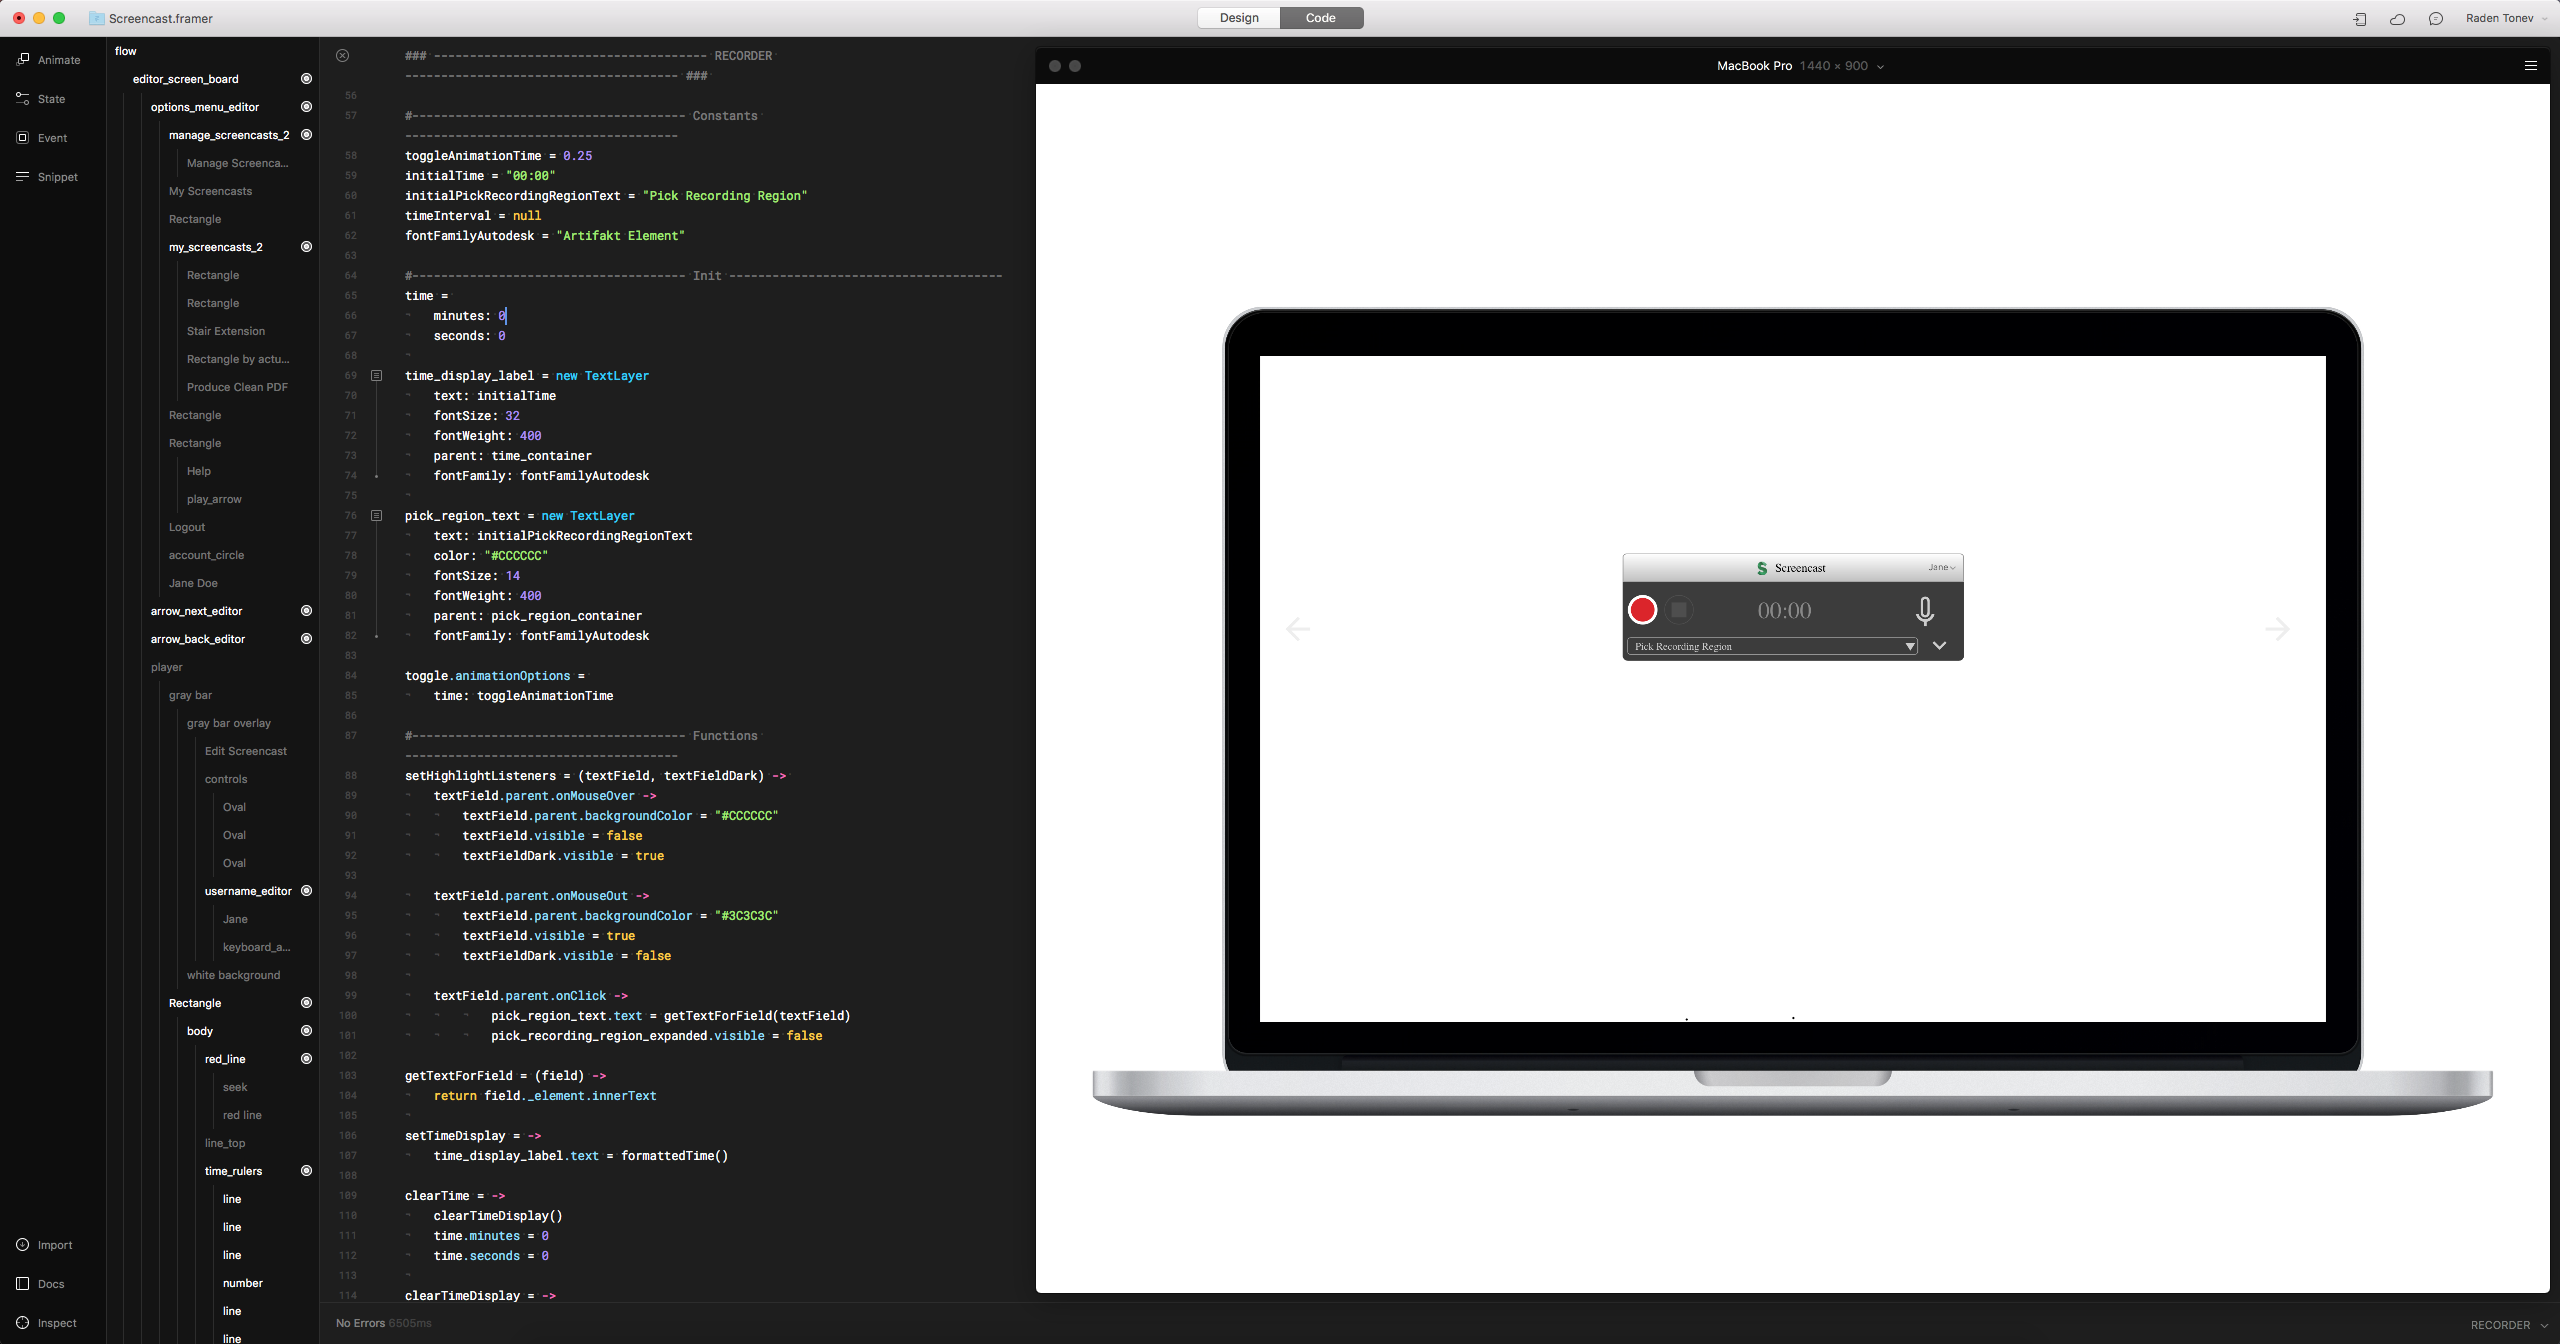 Screencast.framer
Design
Code
Raden Tonev
Animate
State
Event
Snippet
Import
Docs
Inspect
flow
editor_screen_board
options_menu_editor
manage_screencasts_2
Manage Screenca...
My Screencasts
Rectangle
my_screencasts_2
Rectangle
Rectangle
Stair Extension
Rectangle by actu...
Produce Clean PDF
Rectangle
Rectangle
Help
play_arrow
Logout
account_circle
Jane Doe
arrow_next_editor
arrow_back_editor
player
gray bar
gray bar overlay
Edit Screencast
controls
Oval
Oval
Oval
username_editor
Jane
keyboard_a...
white background
Rectangle
body
red_line
seek
red line
line_top
time_rulers
line
line
line
number
line
line
### -------------------------------------- RECORDER
-------------------------------------- ###
56
57 #-------------------------------------- Constants
--------------------------------------
58 toggleAnimationTime = 0.25
59 initialTime = "00:00"
60 initialPickRecordingRegionText = "Pick Recording Region"
61 timeInterval = null
62 fontFamilyAutodesk = "Artifakt Element"
63
64 #-------------------------------------- Init --------------------------------------
65 time =
66 minutes: 0
67 seconds: 0
68
69 time_display_label = new TextLayer
70 text: initialTime
71 fontSize: 32
72 fontWeight: 400
73 parent: time_container
74 fontFamily: fontFamilyAutodesk
75
76 pick_region_text = new TextLayer
77 text: initialPickRecordingRegionText
78 color: "#CCCCCC"
79 fontSize: 14
80 fontWeight: 400
81 parent: pick_region_container
82 fontFamily: fontFamilyAutodesk
83
84 toggle.animationOptions =
85 time: toggleAnimationTime
86
87 #-------------------------------------- Functions
--------------------------------------
88 setHighlightListeners = (textField, textFieldDark) ->
89 textField.parent.onMouseOver ->
90 textField.parent.backgroundColor = "#CCCCCC"
91 textField.visible = false
92 textFieldDark.visible = true
93
94 textField.parent.onMouseOut ->
95 textField.parent.backgroundColor = "#3C3C3C"
96 textField.visible = true
97 textFieldDark.visible = false
98
99 textField.parent.onClick ->
100 pick_region_text.text = getTextForField(textField)
101 pick_recording_region_expanded.visible = false
102
103 getTextForField = (field) ->
104 return field._element.innerText
105
106 setTimeDisplay = ->
107 time_display_label.text = formattedTime()
108
109 clearTime = ->
110 clearTimeDisplay()
111 time.minutes = 0
112 time.seconds = 0
113
114 clearTimeDisplay = ->
No Errors 6505ms
RECORDER
MacBook Pro 1440 × 900
S Screencast
Jane
00:00
Pick Recording Region